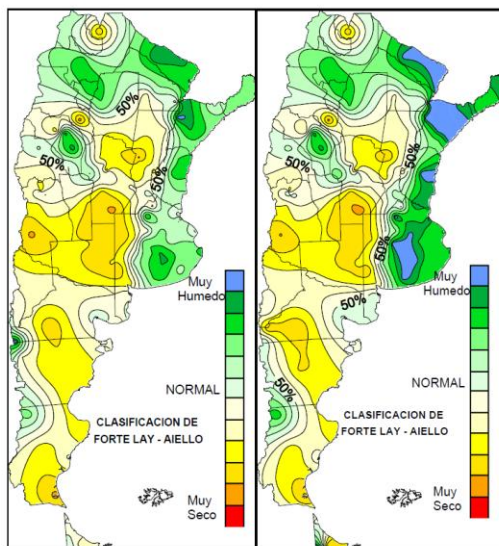 50%
50%
50%
Muy
Humedo
NORMAL
CLASIFICACION DE
FORTE LAY - AIELLO
Muy
Seco
50%
50%
50%
50%
50%
50%
Muy
Humedo
NORMAL
CLASIFICACION DE
FORTE LAY - AIELLO
Muy
Seco